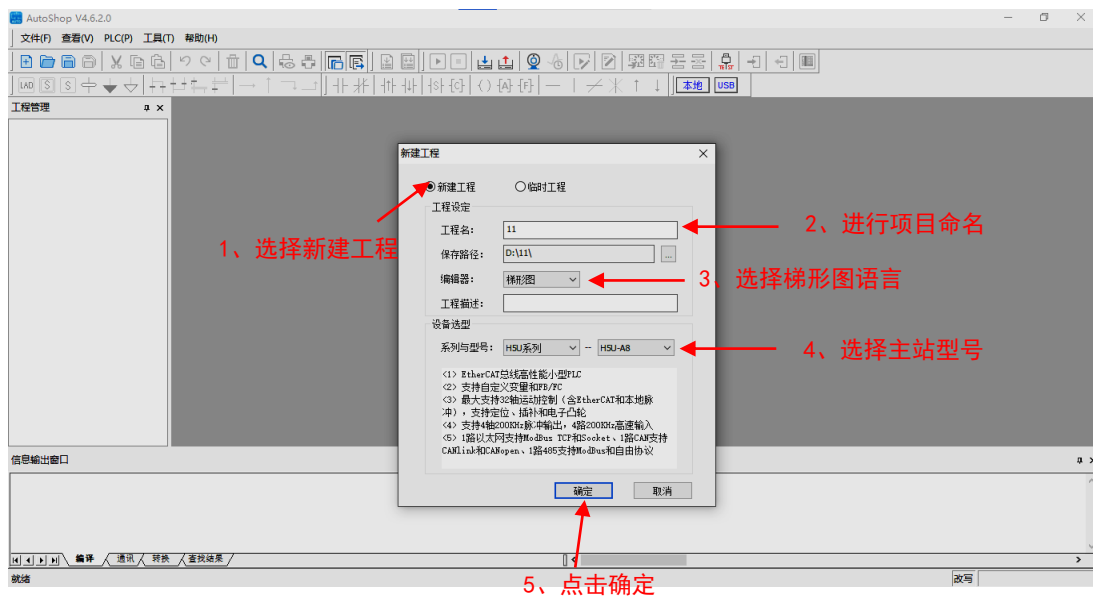 AutoShop V4.6.2.0
文件(F) 查看(V) PLC(P) 工具(T) 帮助(H)
TEST
LAD S S
S C A F
本地 USB
工程管理
新建工程
新建工程 临时工程
工程设定
工程名: 11
保存路径: D:\11\ ...
编辑器: 梯形图
工程描述:
设备选型
系列与型号: H5U系列 -- H5U-A8
<1> EtherCAT总线高性能小型PLC
<2> 支持自定义变量和FB/FC
<3> 最大支持32轴运动控制（含EtherCAT和本地脉
冲），支持定位、插补和电子凸轮
<4> 支持4轴200KHz脉冲输出，4路200KHz高速输入
<5> 1路以太网支持ModBus TCP和Socket、1路CAN支持
CANlink和CANopen、1路485支持ModBus和自由协议
确定 取消
1、选择新建工程
2、进行项目命名
3、选择梯形图语言
4、选择主站型号
5、点击确定
信息输出窗口
编译 通讯 转换 查找结果
就绪
改写